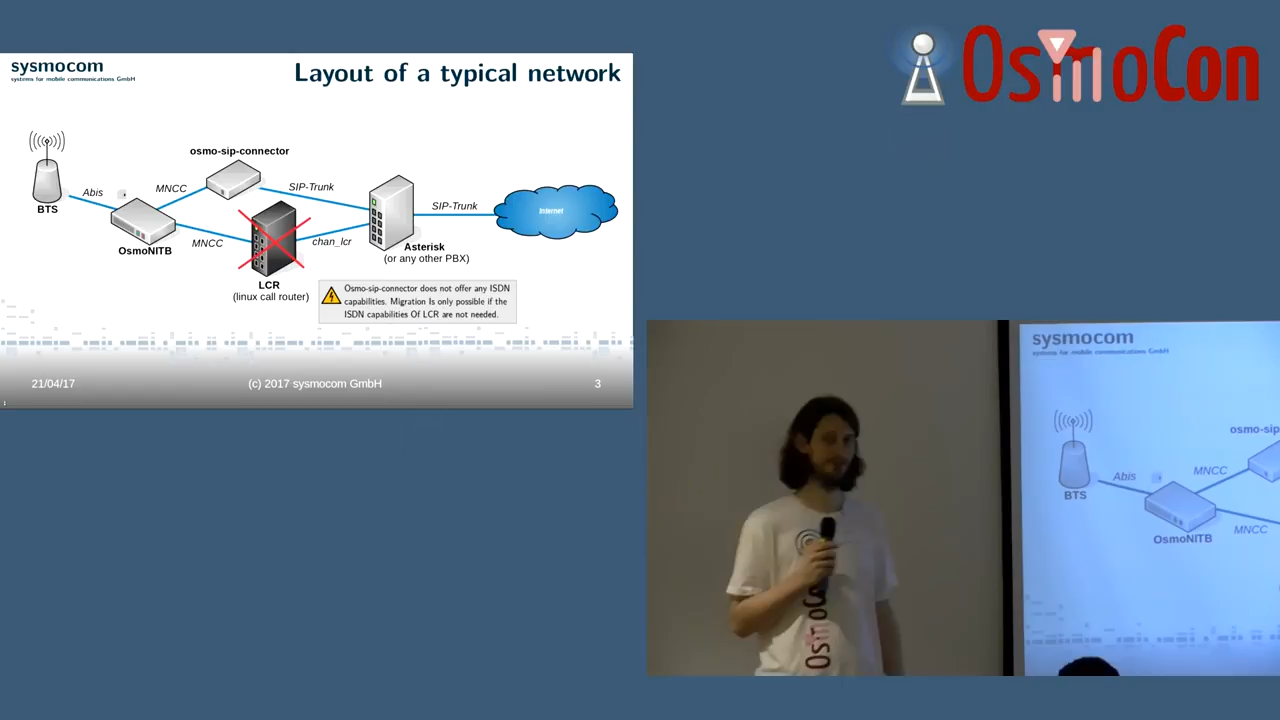 OsmoCon
sysmocom
systems for mobile communications GmbH
Layout of a typical network
osmo-sip-connector
Abis
MNCC
SIP-Trunk
BTS
SIP-Trunk
Internet
OsmoNITB
MNCC
chan_lcr
Asterisk
(or any other PBX)
LCR
(linux call router)
Osmo-sip-connector does not offer any ISDN
capabilities. Migration Is only possible if the
ISDN capabilities Of LCR are not needed.
21/04/17
(c) 2017 sysmocom GmbH
3
1
sysmocom
systems for mobile communications GmbH
osmo-sip
Abis
MNCC
BTS
OsmoNITB
MNCC
OsmoCo